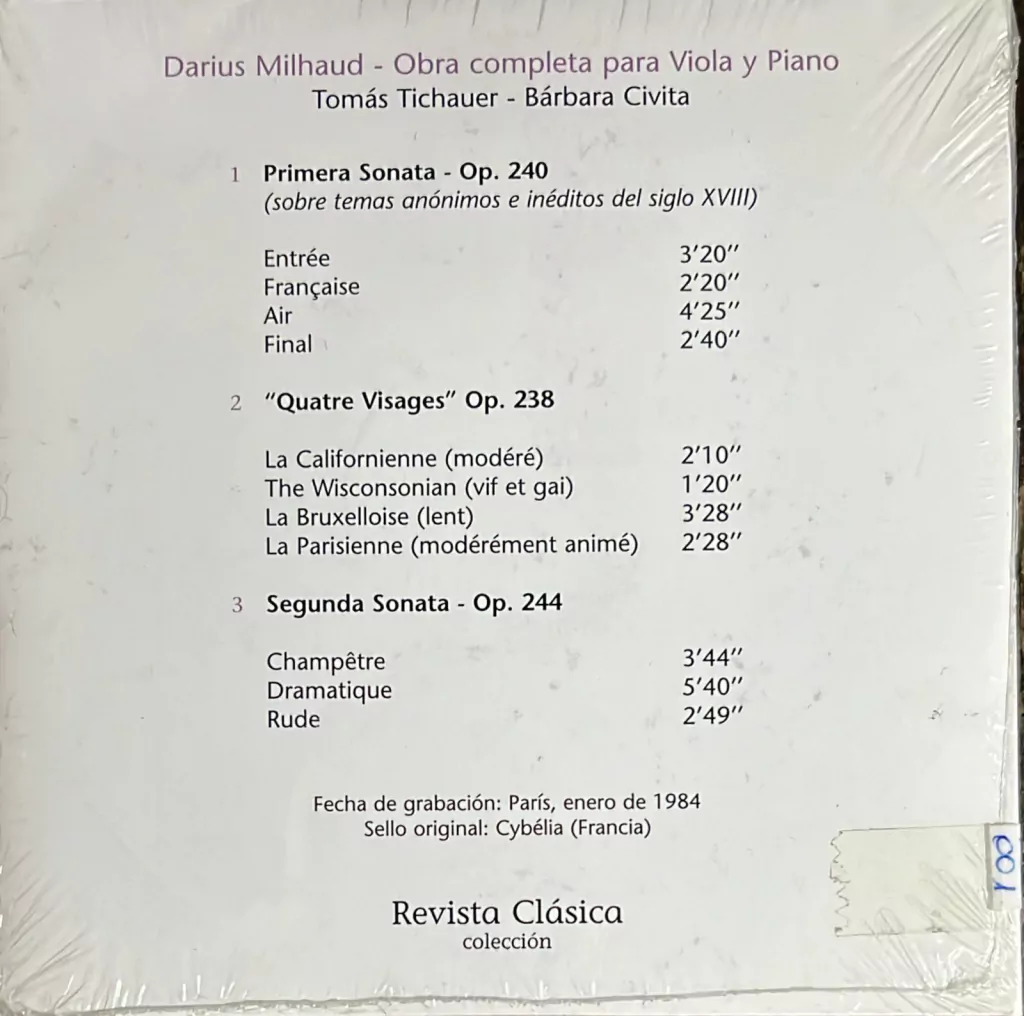 Darius Milhaud - Obra completa para Viola y Piano
Tomás Tichauer - Bárbara Civita
1 Primera Sonata - Op. 240
(sobre temas anónimos e inéditos del siglo XVIII)
Entrée 3'20''
Française 2'20''
Air 4'25''
Final 2'40''
2 "Quatre Visages" Op. 238
La Californienne (modéré) 2'10''
The Wisconsonian (vif et gai) 1'20''
La Bruxelloise (lent) 3'28''
La Parisienne (modérément animé) 2'28''
3 Segunda Sonata - Op. 244
Champêtre 3'44''
Dramatique 5'40''
Rude 2'49''
Fecha de grabación: París, enero de 1984
Sello original: Cybélia (Francia)
Revista Clásica
colección